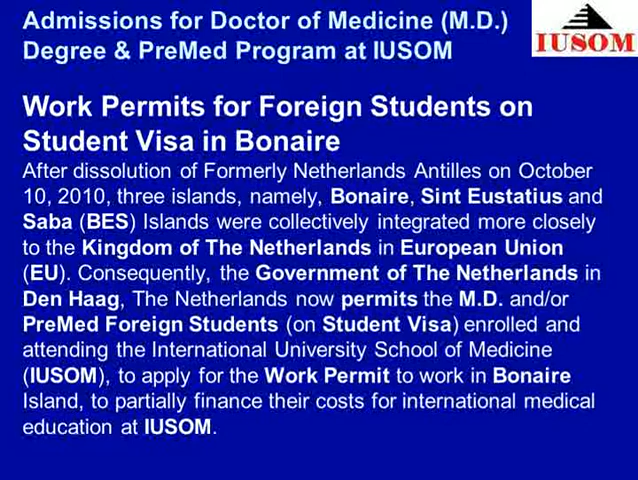 Admissions for Doctor of Medicine (M.D.)
Degree & PreMed Program at IUSOM
IUSOM
Work Permits for Foreign Students on
Student Visa in Bonaire
After dissolution of Formerly Netherlands Antilles on October
10, 2010, three islands, namely, Bonaire, Sint Eustatius and
Saba (BES) Islands were collectively integrated more closely
to the Kingdom of The Netherlands in European Union
(EU). Consequently, the Government of The Netherlands in
Den Haag, The Netherlands now permits the M.D. and/or
PreMed Foreign Students (on Student Visa) enrolled and
attending the International University School of Medicine
(IUSOM), to apply for the Work Permit to work in Bonaire
Island, to partially finance their costs for international medical
education at IUSOM.